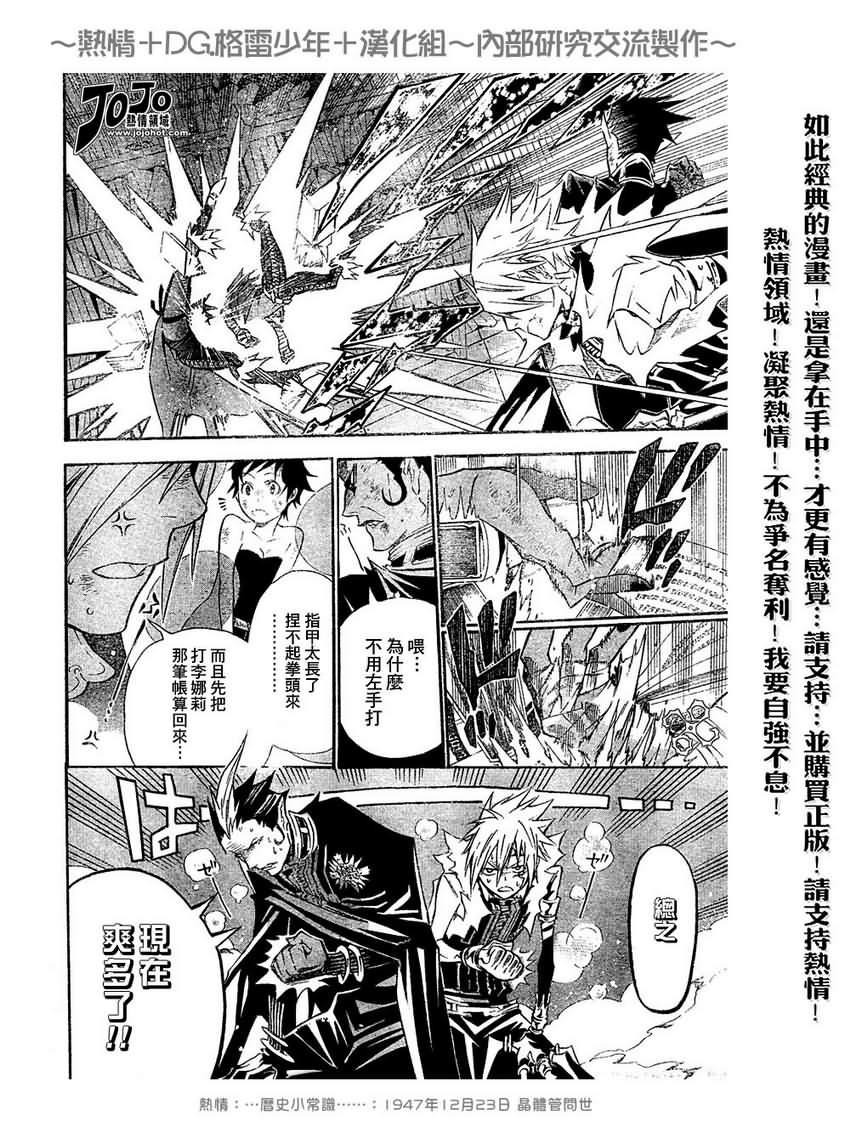 ～熱情＋DG.格雷少年＋漢化組～內部研究交流製作～
JOJO
熱情領域
www.jojohot.com
如此經典的漫畫！還是拿在手中…才更有感覺…請支持…並購買正版！請支持熱情！
熱情領域！凝聚熱情！不為爭名奪利！我要自強不息！
喂…
為什麼
不用左手打
指甲太長了
捏不起拳頭來
…………………
而且先把
打李娜莉
那筆帳算回來…
總之
ゼェ
ゼェ
は
現在
爽多了!!
熱情：…曆史小常識……：1947年12月23日 晶體管問世